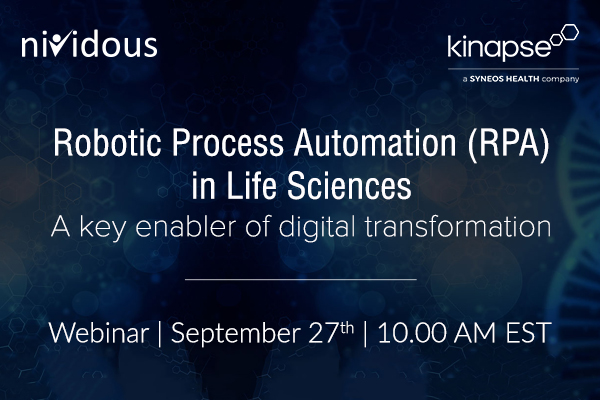 nividous
kinapse
a SYNEOS HEALTH company
Robotic Process Automation (RPA)
in Life Sciences
A key enabler of digital transformation
Webinar | September 27th | 10.00 AM EST